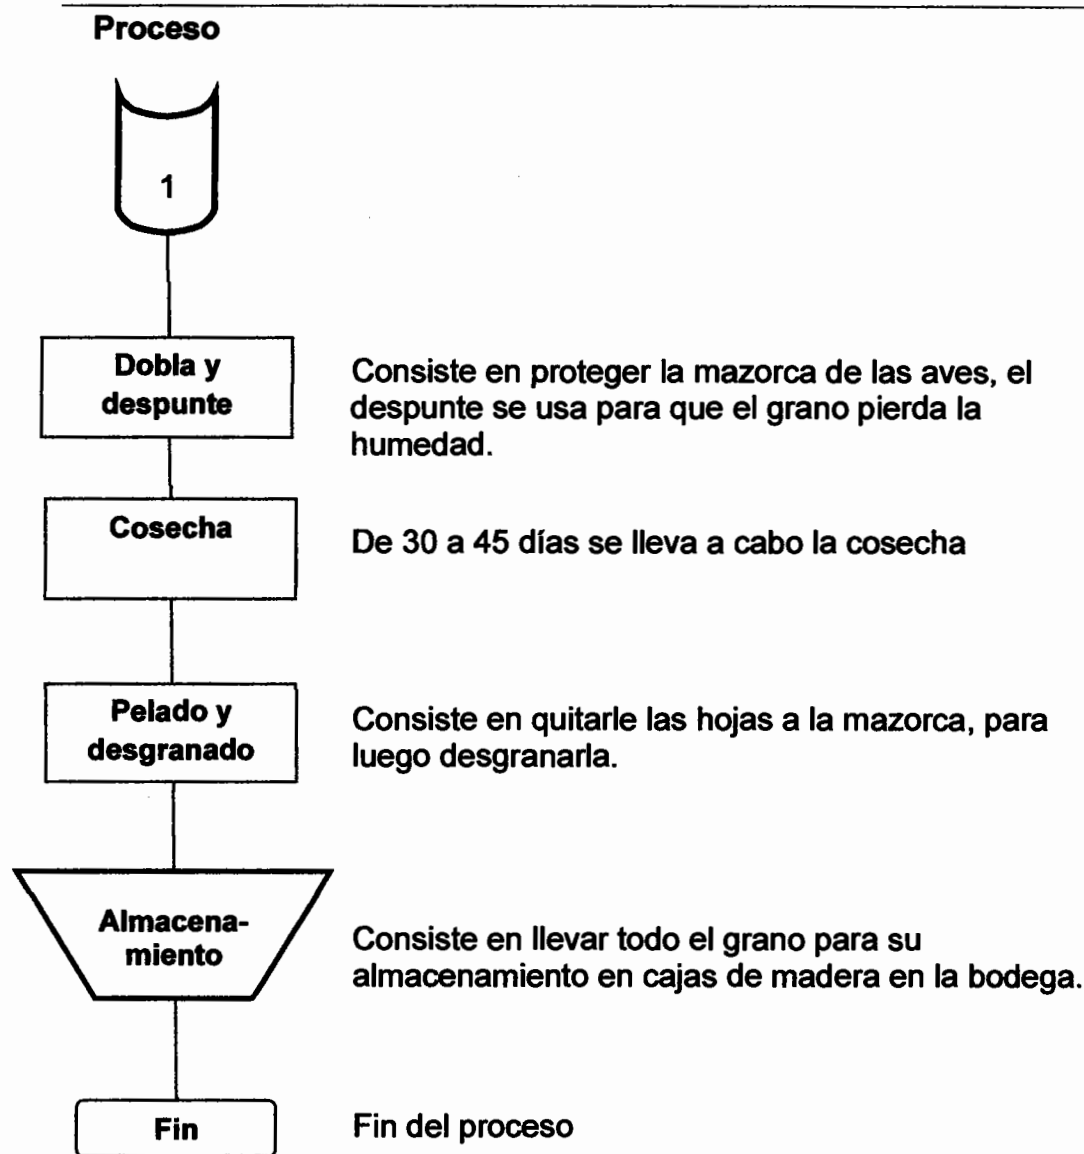 Proceso
1
Dobla y
despunte
Consiste en proteger la mazorca de las aves, el
despunte se usa para que el grano pierda la
humedad.
Cosecha
De 30 a 45 días se lleva a cabo la cosecha
Pelado y
desgranado
Consiste en quitarle las hojas a la mazorca, para
luego desgranarla.
Almacena-
miento
Consiste en llevar todo el grano para su
almacenamiento en cajas de madera en la bodega.
Fin
Fin del proceso